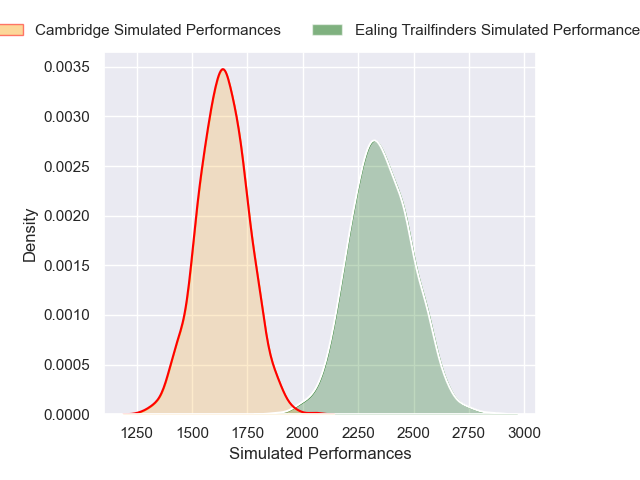 Cambridge Simulated Performances
Ealing Trailfinders Simulated Performance
0.0035
0.0030
0.0025
0.0020
0.0015
0.0010
0.0005
0.0000
Density
1250 1500 1750 2000 2250 2500 2750 3000
Simulated Performances